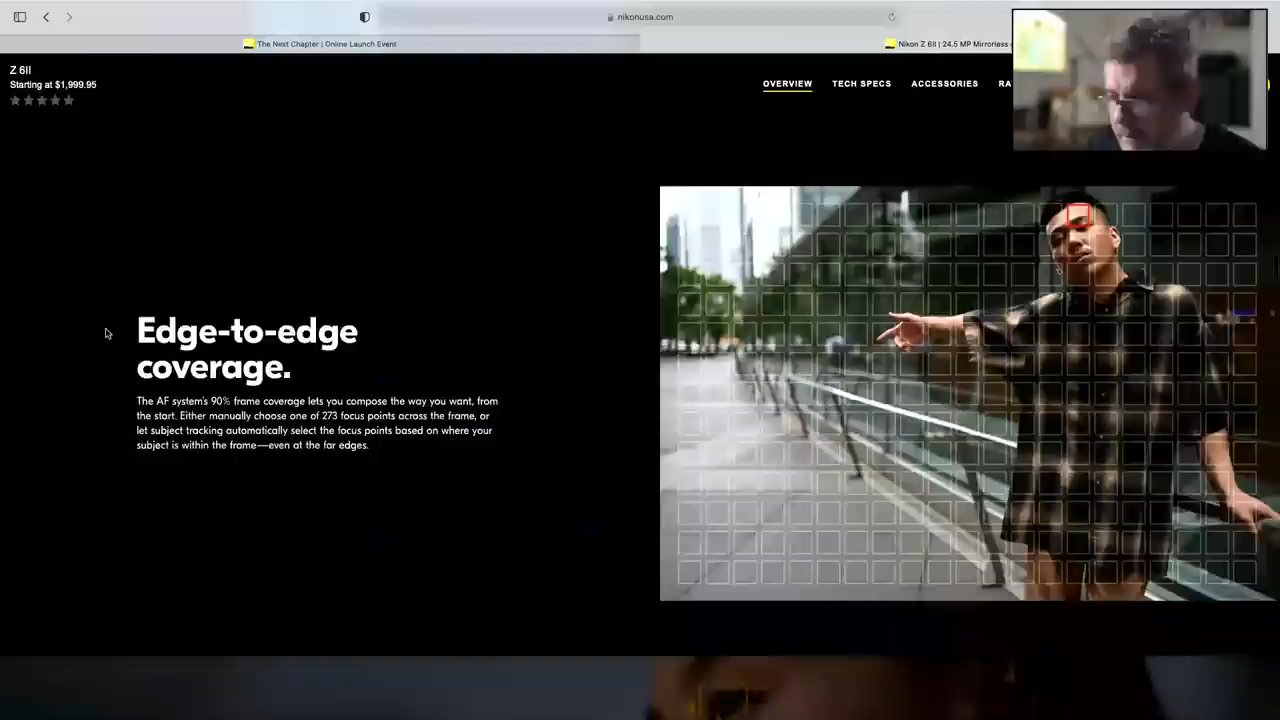 nikonusa.com
The Next Chapter | Online Launch Event
Nikon Z 6II | 24.5 MP Mirrorless
Z 6II
Starting at $1,999.95
OVERVIEW
TECH SPECS
ACCESSORIES
Edge-to-edge
coverage.
The AF system's 90% frame coverage lets you compose the way you want, from
the start. Either manually choose one of 273 focus points across the frame, or
let subject tracking automatically select the focus points based on where your
subject is within the frame—even at the far edges.